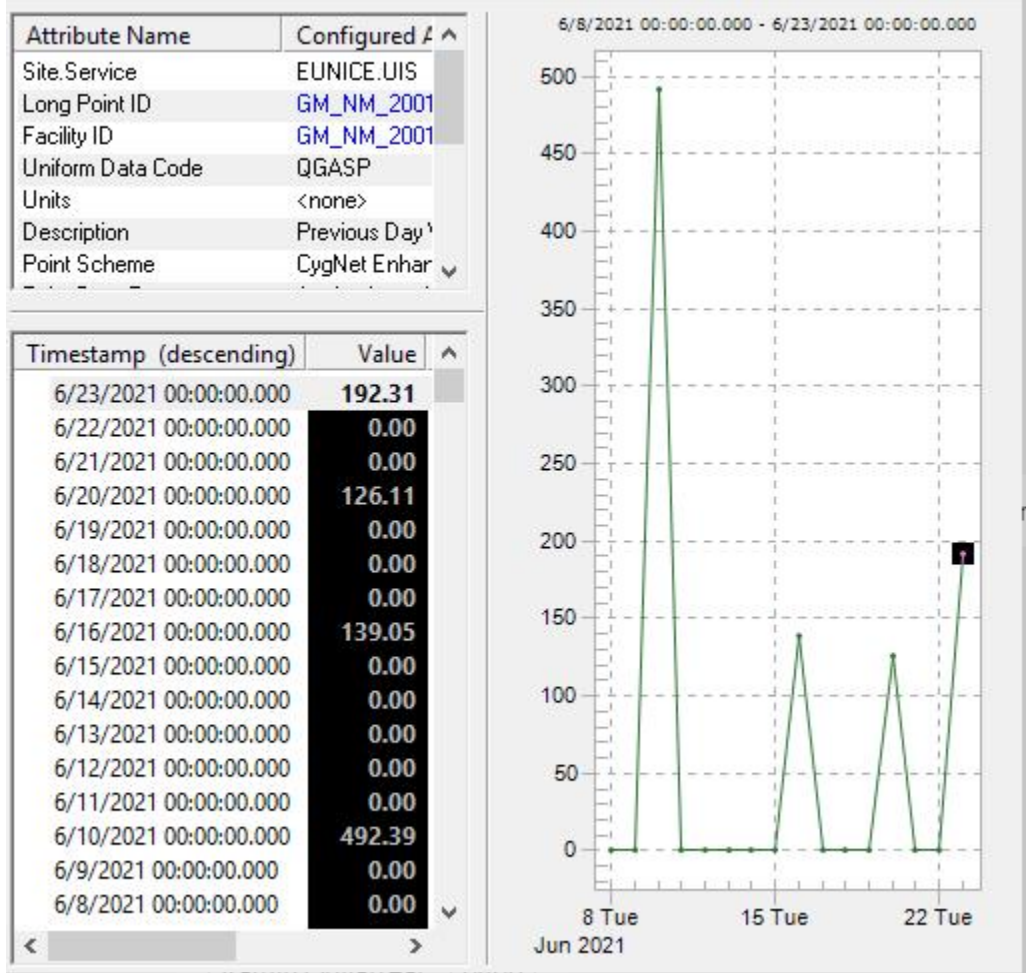 Attribute Name Configured A
Site.Service EUNICE.UIS
Long Point ID GM_NM_2001
Facility ID GM_NM_2001
Uniform Data Code QGASP
Units <none>
Description Previous Day
Point Scheme CygNet Enhar
Timestamp (descending) Value
6/23/2021 00:00:00.000 192.31
6/22/2021 00:00:00.000 0.00
6/21/2021 00:00:00.000 0.00
6/20/2021 00:00:00.000 126.11
6/19/2021 00:00:00.000 0.00
6/18/2021 00:00:00.000 0.00
6/17/2021 00:00:00.000 0.00
6/16/2021 00:00:00.000 139.05
6/15/2021 00:00:00.000 0.00
6/14/2021 00:00:00.000 0.00
6/13/2021 00:00:00.000 0.00
6/12/2021 00:00:00.000 0.00
6/11/2021 00:00:00.000 0.00
6/10/2021 00:00:00.000 492.39
6/9/2021 00:00:00.000 0.00
6/8/2021 00:00:00.000 0.00
6/8/2021 00:00:00.000 - 6/23/2021 00:00:00.000
500
450
400
350
300
250
200
150
100
50
0
8 Tue 15 Tue 22 Tue
Jun 2021